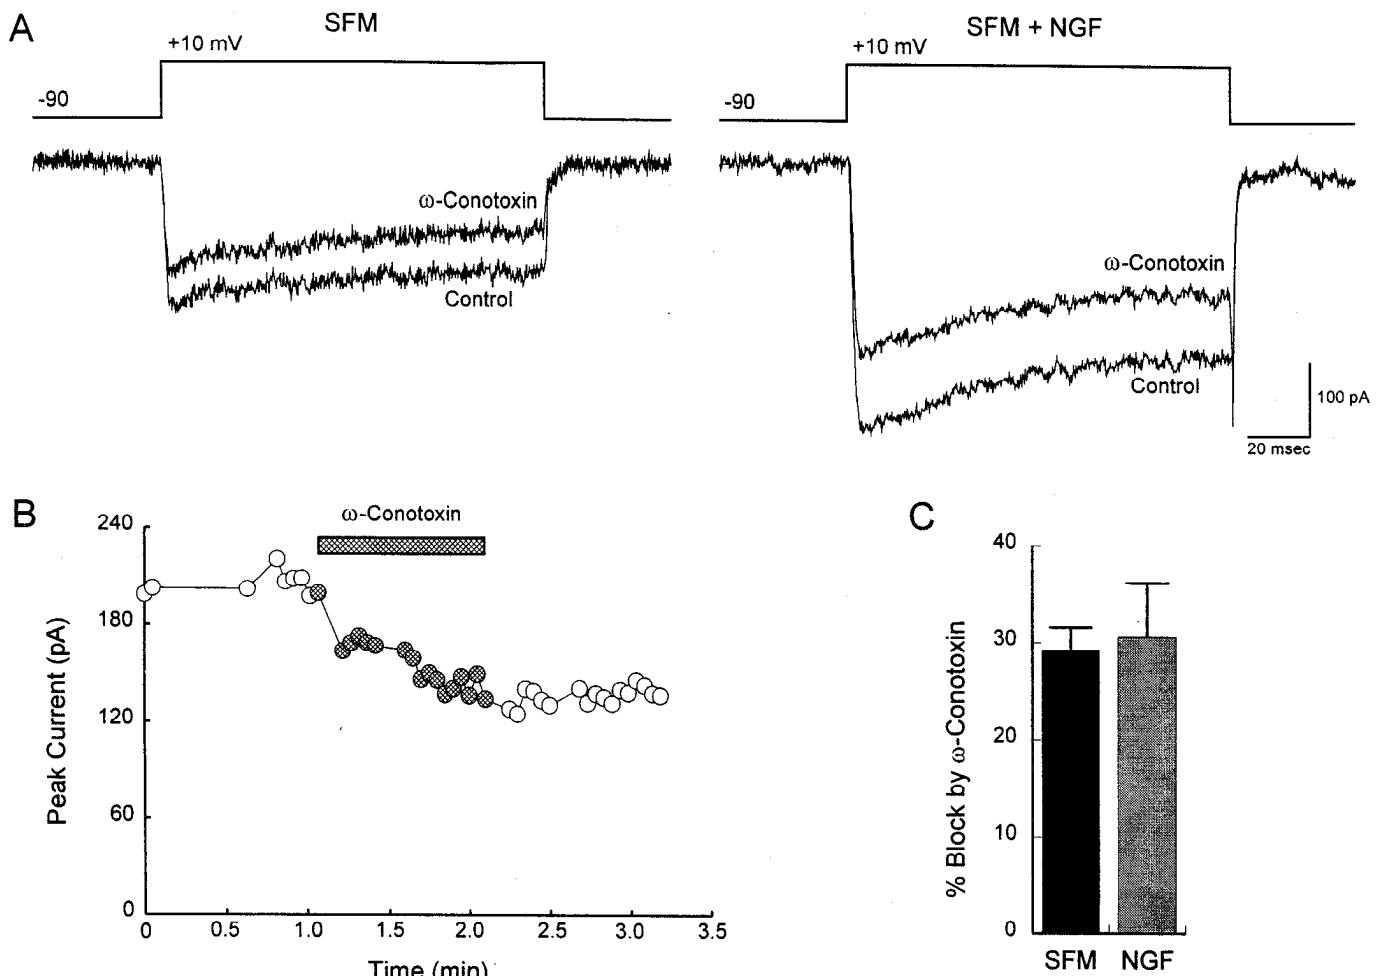 A
SFM
+10 mV
-90
ω-Conotoxin
Control
SFM + NGF
+10 mV
-90
ω-Conotoxin
Control
100 pA
20 msec
B
ω-Conotoxin
240
180
120
60
0
Peak Current (pA)
0 0.5 1.0 1.5 2.0 2.5 3.0 3.5
Time (min)
C
40
30
20
10
0
% Block by ω-Conotoxin
SFM NGF